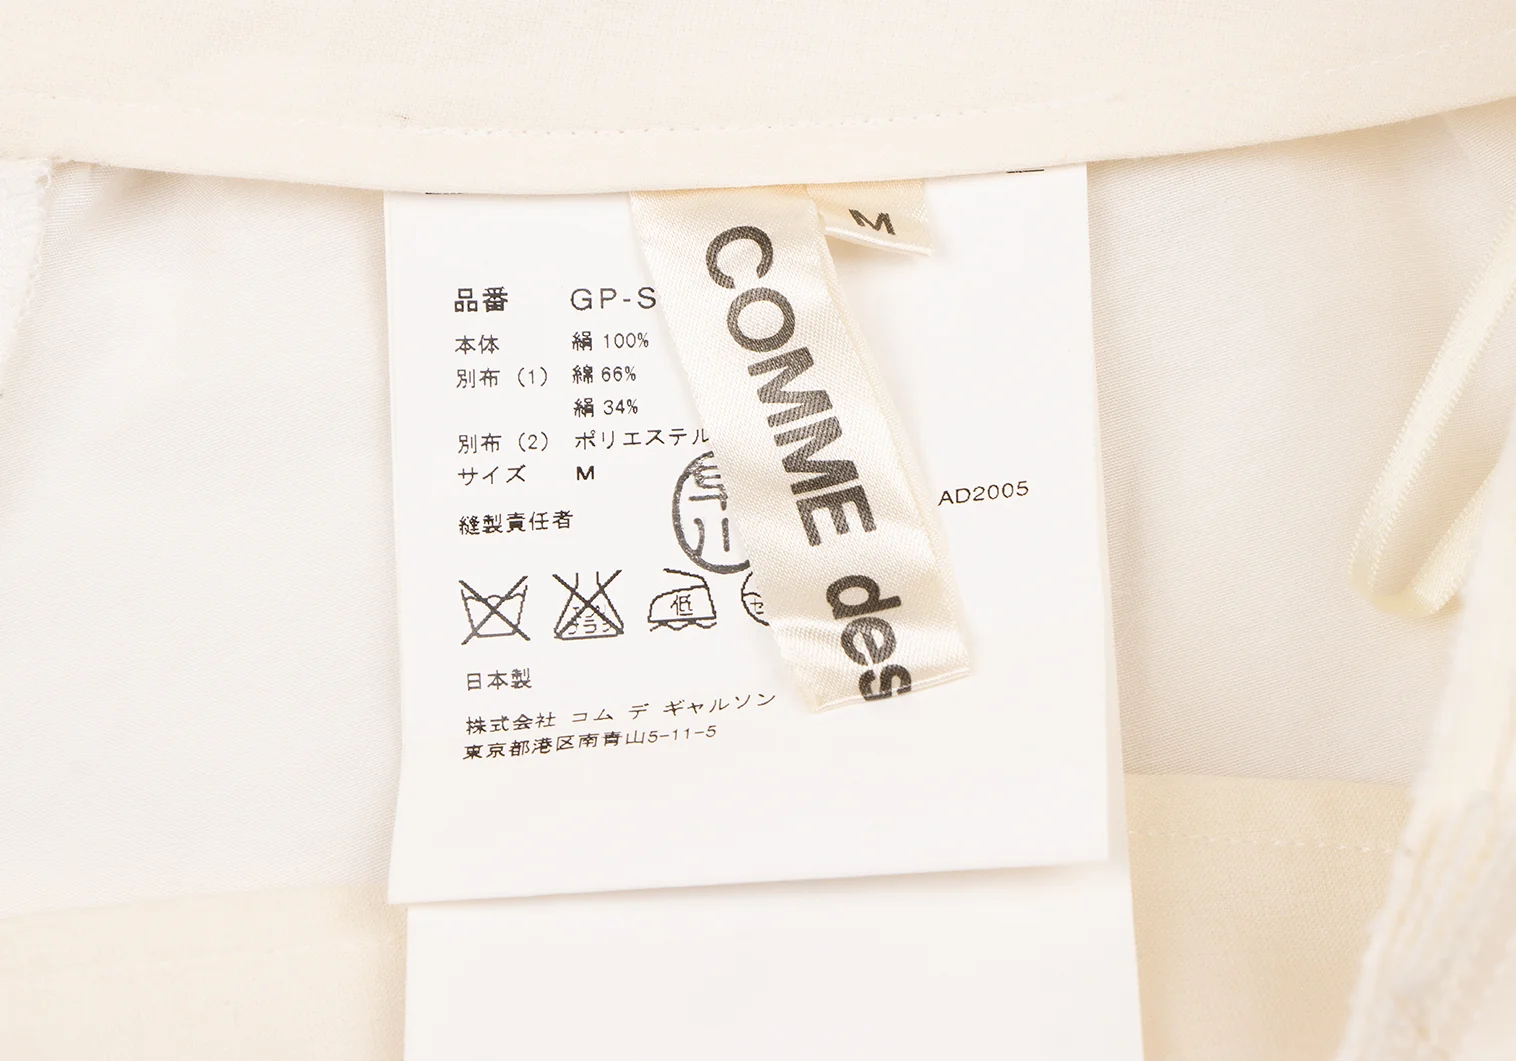 M
COMME des
品番 GP-S
本体 絹 100%
別布 (1) 綿 66%
絹 34%
別布 (2) ポリエステル
サイズ M
AD2005
縫製責任者
低
日本製
株式会社 コム デ ギャルソン
東京都港区南青山5-11-5